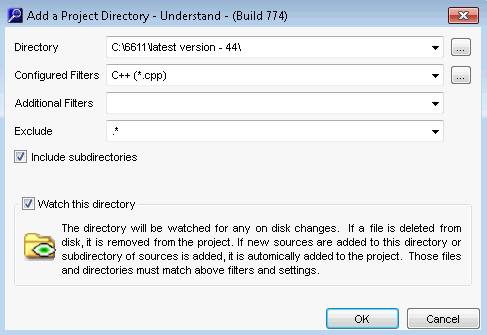 Add a Project Directory - Understand - (Build 774)
Directory C:\6611\latest version - 44\ ...
Configured Filters C++ (*.cpp) ...
Additional Filters
Exclude .*
Include subdirectories
Watch this directory
The directory will be watched for any on disk changes. If a file is deleted from
disk, it is removed from the project. If new sources are added to this directory or
subdirectory of sources is added, it is automically added to the project. Those files
and directories must match above filters and settings.
OK Cancel